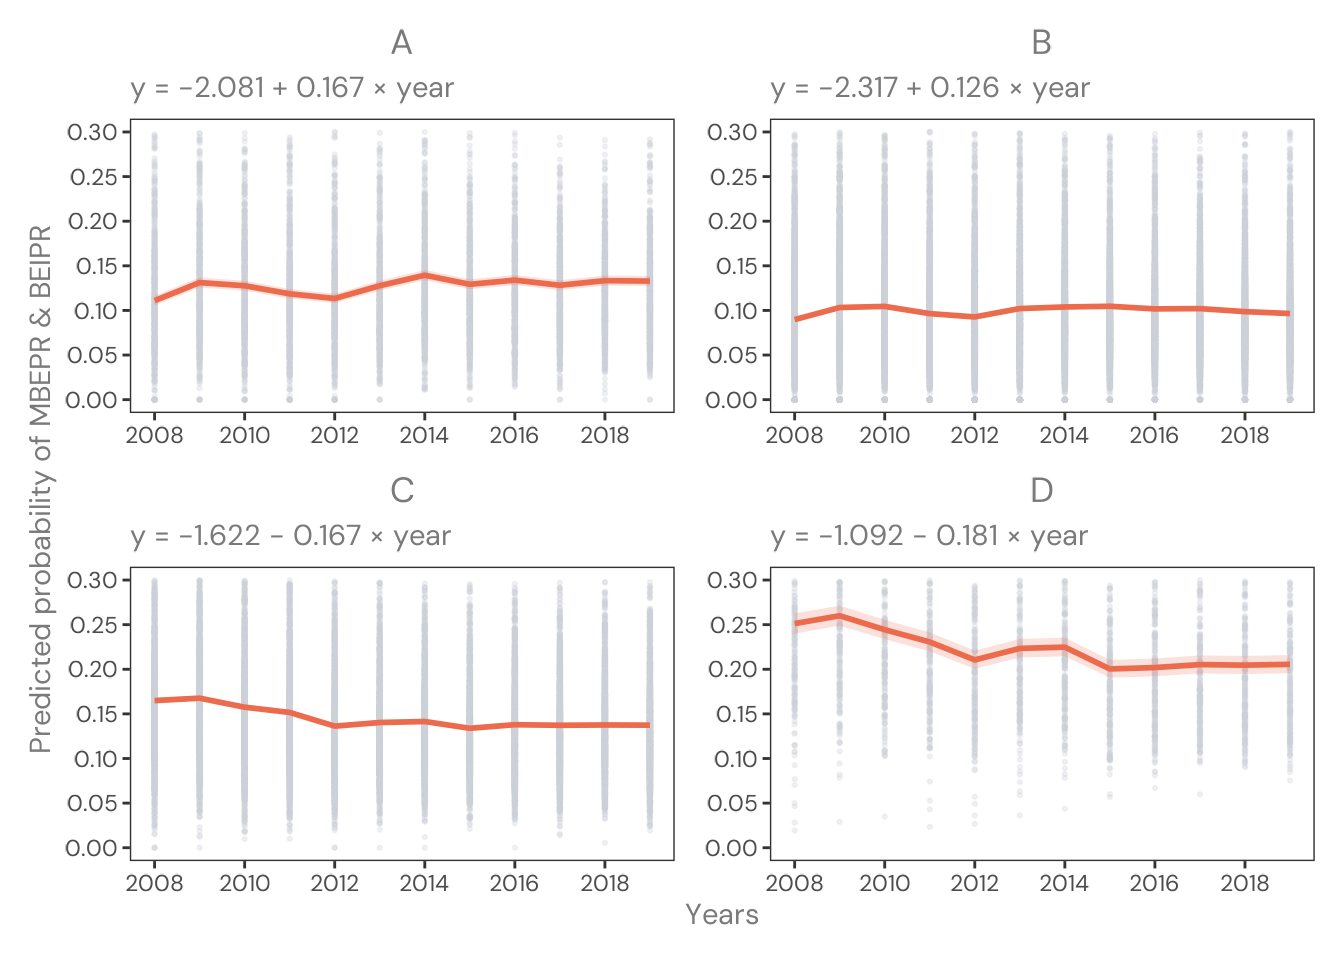 A
y = −2.081 + 0.167 × year
0.30
0.25
0.20
0.15
0.10
0.05
0.00
2008 2010 2012 2014 2016 2018
B
y = −2.317 + 0.126 × year
0.30
0.25
0.20
0.15
0.10
0.05
0.00
2008 2010 2012 2014 2016 2018
Predicted probability of MBEPR & BEIPR
C
y = −1.622 − 0.167 × year
0.30
0.25
0.20
0.15
0.10
0.05
0.00
2008 2010 2012 2014 2016 2018
D
y = −1.092 − 0.181 × year
0.30
0.25
0.20
0.15
0.10
0.05
0.00
2008 2010 2012 2014 2016 2018
Years